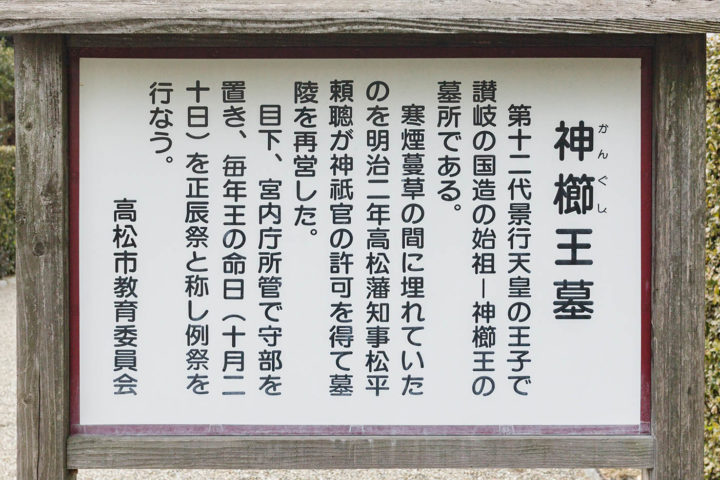 神櫛王墓
かんぐし
第十二代景行天皇の王子で
讃岐の国造の始祖―神櫛王の
墓所である。
寒煙蔓草の間に埋れていた
のを明治二年高松藩知事松平
頼聰が神祇官の許可を得て墓
陵を再営した。
目下、宮内庁所管で守部を
置き、毎年王の命日(十月二
十日)を正辰祭と称し例祭を
行なう。
高松市教育委員会